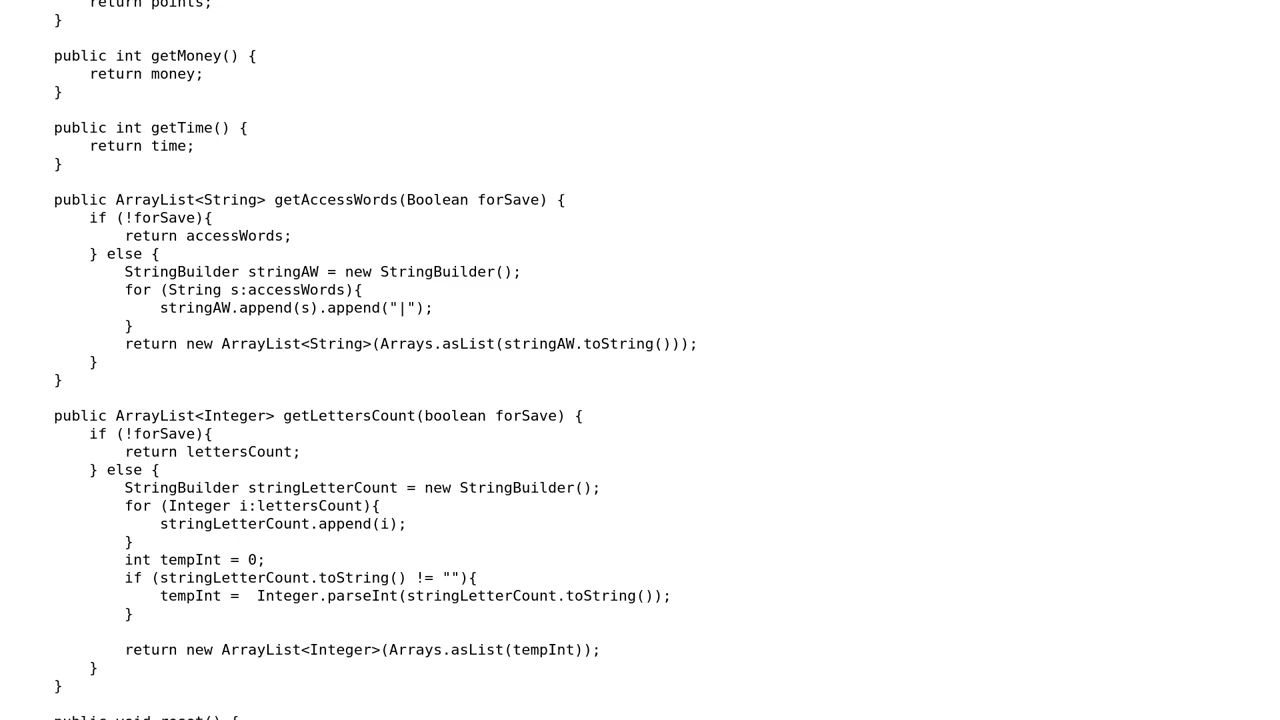 return points;
    }

    public int getMoney() {
        return money;
    }

    public int getTime() {
        return time;
    }

    public ArrayList<String> getAccessWords(Boolean forSave) {
        if (!forSave){
            return accessWords;
        } else {
            StringBuilder stringAW = new StringBuilder();
            for (String s:accessWords){
                stringAW.append(s).append("|");
            }
            return new ArrayList<String>(Arrays.asList(stringAW.toString()));
        }
    }

    public ArrayList<Integer> getLettersCount(boolean forSave) {
        if (!forSave){
            return lettersCount;
        } else {
            StringBuilder stringLetterCount = new StringBuilder();
            for (Integer i:lettersCount){
                stringLetterCount.append(i);
            }
            int tempInt = 0;
            if (stringLetterCount.toString() != ""){
                tempInt =  Integer.parseInt(stringLetterCount.toString());
            }

            return new ArrayList<Integer>(Arrays.asList(tempInt));
        }
    }

    public void reset() {